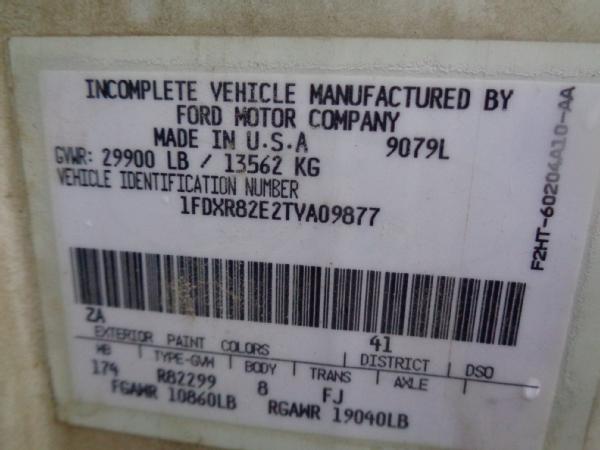 INCOMPLETE VEHICLE MANUFACTURED BY
FORD MOTOR COMPANY
MADE IN U.S.A 9079L
GVWR: 29900 LB / 13562 KG
VEHICLE IDENTIFICATION NUMBER
1FDXR82E2TVA09877
ZA 41
EXTERIOR PAINT COLORS DISTRICT DSO
WB TYPE-GVW BODY TRANS AXLE
174 R82299 8 FJ
FGAWR 10860LB RGAWR 19040LB
F2HT-60204A10-AA